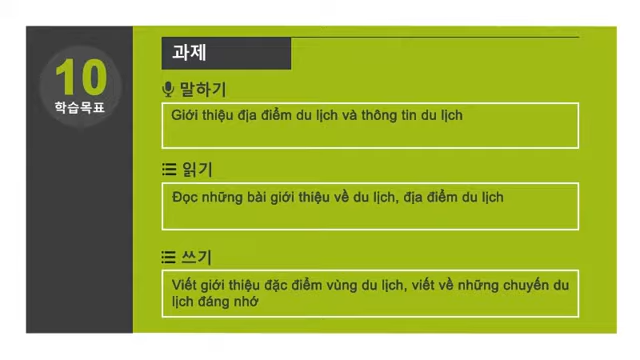 10
학습목표
과제
말하기
Giới thiệu địa điểm du lịch và thông tin du lịch
읽기
Đọc những bài giới thiệu về du lịch, địa điểm du lịch
쓰기
Viết giới thiệu đặc điểm vùng du lịch, viết về những chuyến du
lịch đáng nhớ